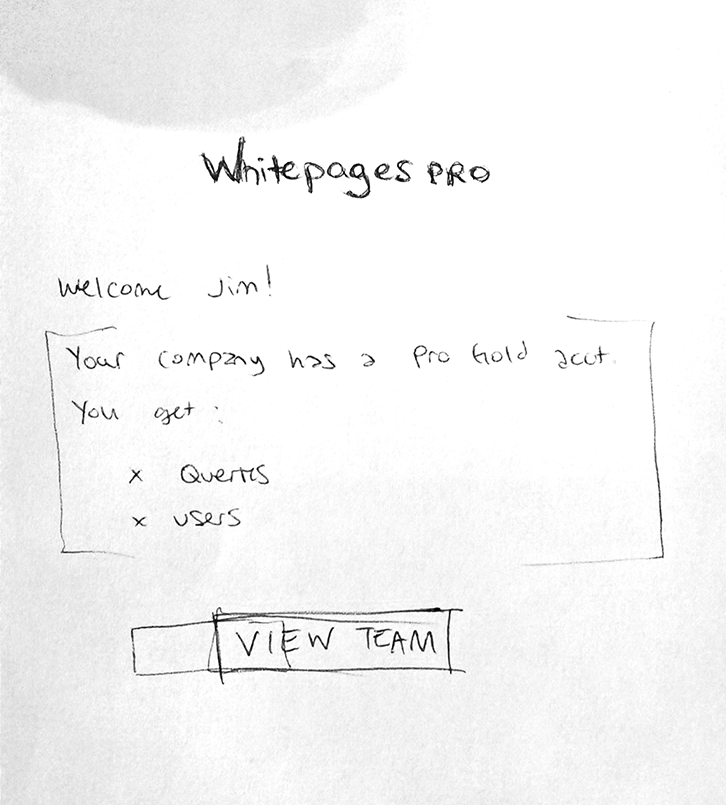 Whitepages PRO
Welcome Jim!
Your company has a Pro Gold acct.
You get :
x Queries
x users
VIEW TEAM